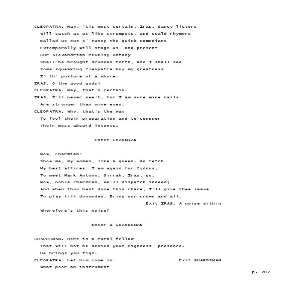 CLEOPATRA. Nay, 'tis most certain, Iras. Saucy lictors
will catch at us like strumpets, and scald rhymers
Ballad us out o' tune; the quick comedians
Extemporally will stage us, and present
Our Alexandrian revels; Antony
Shall be brought drunken forth, and I shall see
Some squeaking Cleopatra boy my greatness
I' th' posture of a whore.
IRAS. O the good gods!
CLEOPATRA. Nay, that's certain.
IRAS. I'll never see't, for I am sure mine nails
Are stronger than mine eyes.
CLEOPATRA. Why, that's the way
To fool their preparation and to conquer
Their most absurd intents.
Enter CHARMIAN
Now, Charmian!
Show me, my women, like a queen. Go fetch
My best attires. I am again for Cydnus,
To meet Mark Antony. Sirrah, Iras, go.
Now, noble Charmian, we'll dispatch indeed;
And when thou hast done this chare, I'll give thee leave
To play till doomsday. Bring our crown and all.
Exit IRAS. A noise within
Wherefore's this noise?
Enter a GUARDSMAN
GUARDSMAN. Here is a rural fellow
That will not be denied your Highness' presence.
He brings you figs.
CLEOPATRA. Let him come in. Exit GUARDSMAN
What poor an instrument